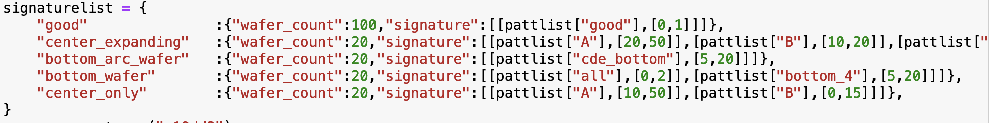 signaturelist = {
    "good"               :{"wafer_count":100,"signature":[[pattlist["good"],[0,1]]]},
    "center_expanding"   :{"wafer_count":20,"signature":[[pattlist["A"],[20,50]],[pattlist["B"],[10,20]],[pattlist["
    "bottom_arc_wafer"   :{"wafer_count":20,"signature":[[pattlist["cde_bottom"],[5,20]]]},
    "bottom_wafer"       :{"wafer_count":20,"signature":[[pattlist["all"],[0,2]],[pattlist["bottom_4"],[5,20]]]},
    "center_only"        :{"wafer_count":20,"signature":[[pattlist["A"],[10,50]],[pattlist["B"],[0,15]]]},
}